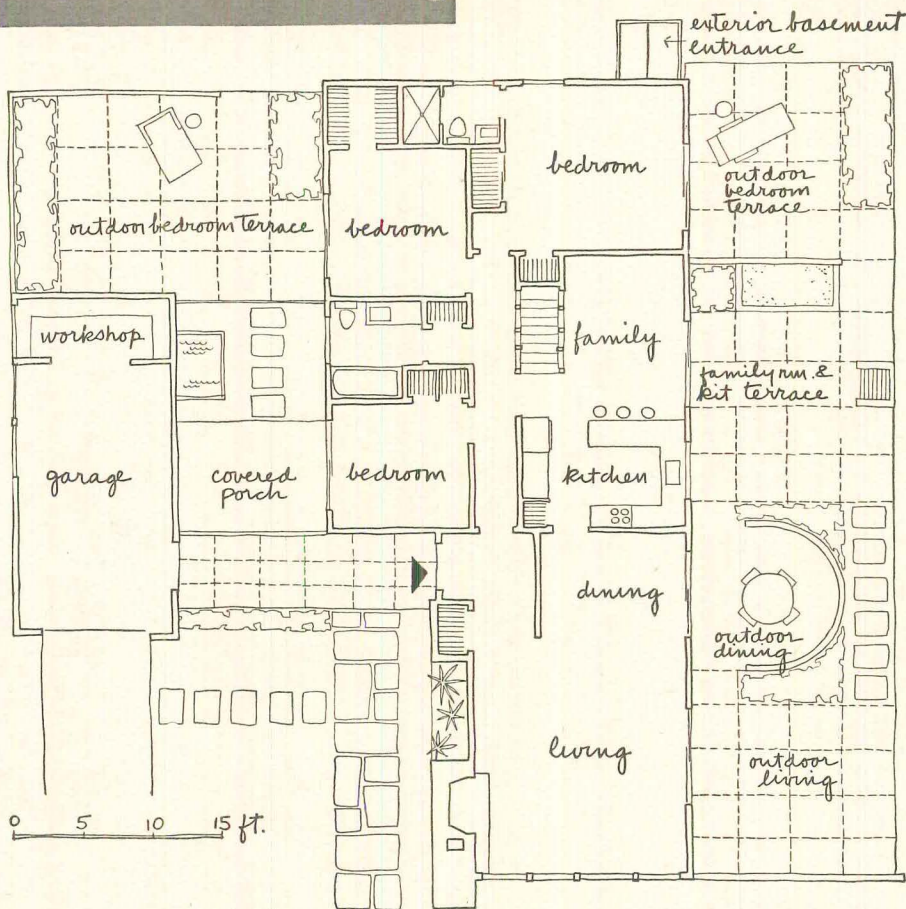 exterior basement
entrance
bedroom
outdoor
bedroom
terrace
outdoor bedroom terrace
bedroom
workshop
family
family rm. &
kit terrace
garage
covered
porch
bedroom
kitchen
dining
outdoor
dining
living
outdoor
living
0 5 10 15 ft.